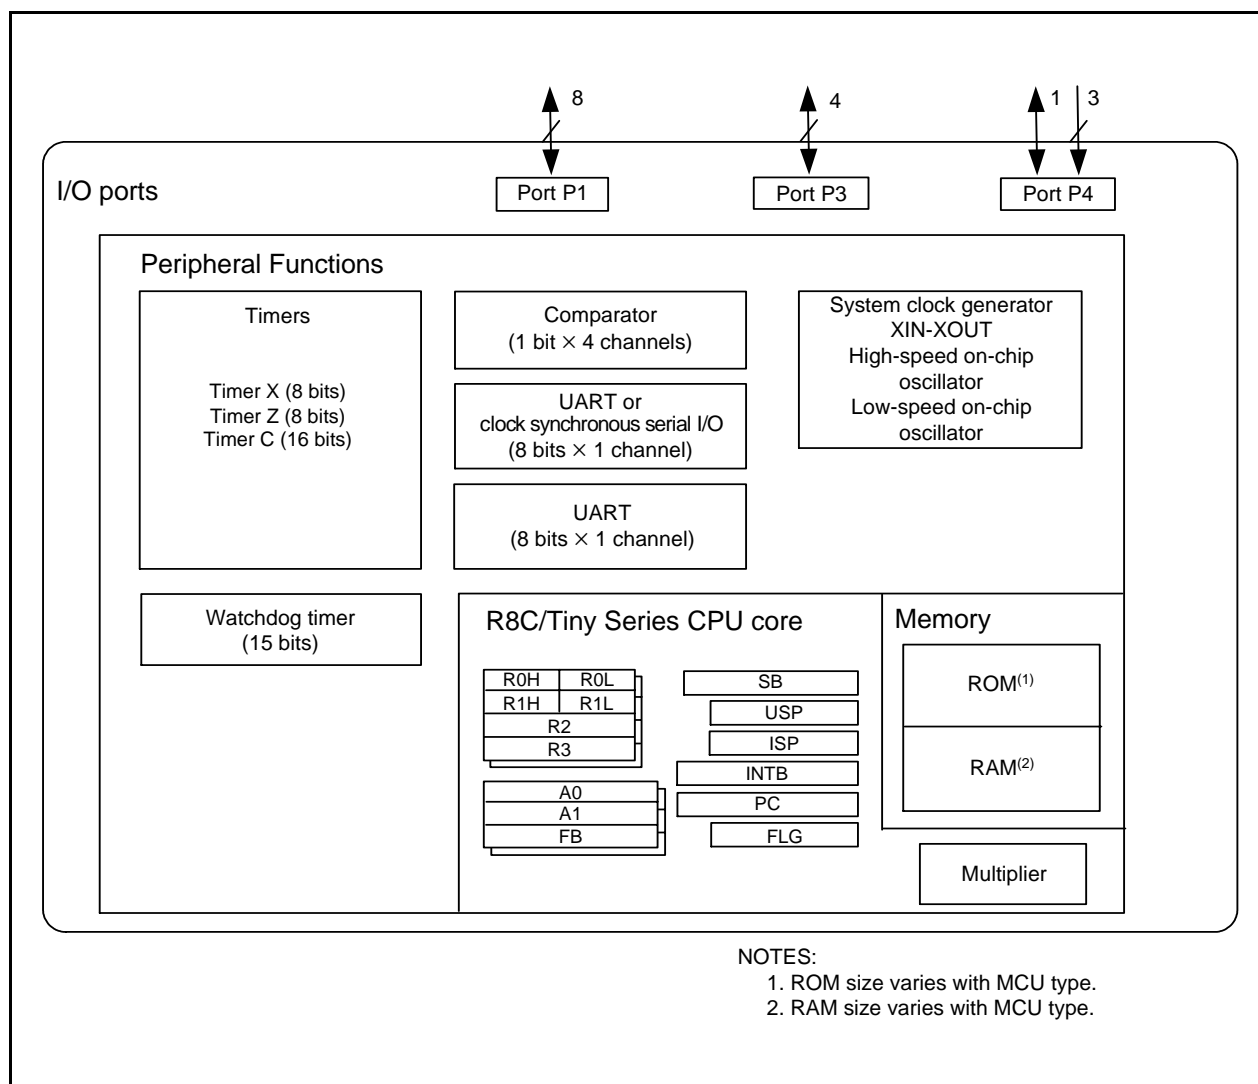 8
4
1
3
I/O ports
Port P1
Port P3
Port P4
Peripheral Functions
Timers
Timer X (8 bits)
Timer Z (8 bits)
Timer C (16 bits)
Comparator
(1 bit × 4 channels)
UART or
clock synchronous serial I/O
(8 bits × 1 channel)
UART
(8 bits × 1 channel)
System clock generator
XIN-XOUT
High-speed on-chip
oscillator
Low-speed on-chip
oscillator
Watchdog timer
(15 bits)
R8C/Tiny Series CPU core
R0H
R0L
R1H
R1L
R2
R3
A0
A1
FB
SB
USP
ISP
INTB
PC
FLG
Memory
ROM(1)
RAM(2)
Multiplier
NOTES:
1. ROM size varies with MCU type.
2. RAM size varies with MCU type.